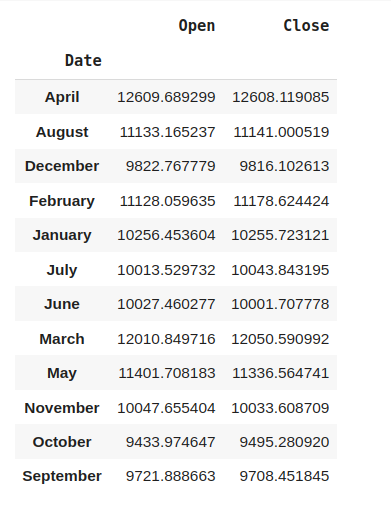 Open Close
Date
April 12609.689299 12608.119085
August 11133.165237 11141.000519
December 9822.767779 9816.102613
February 11128.059635 11178.624424
January 10256.453604 10255.723121
July 10013.529732 10043.843195
June 10027.460277 10001.707778
March 12010.849716 12050.590992
May 11401.708183 11336.564741
November 10047.655404 10033.608709
October 9433.974647 9495.280920
September 9721.888663 9708.451845